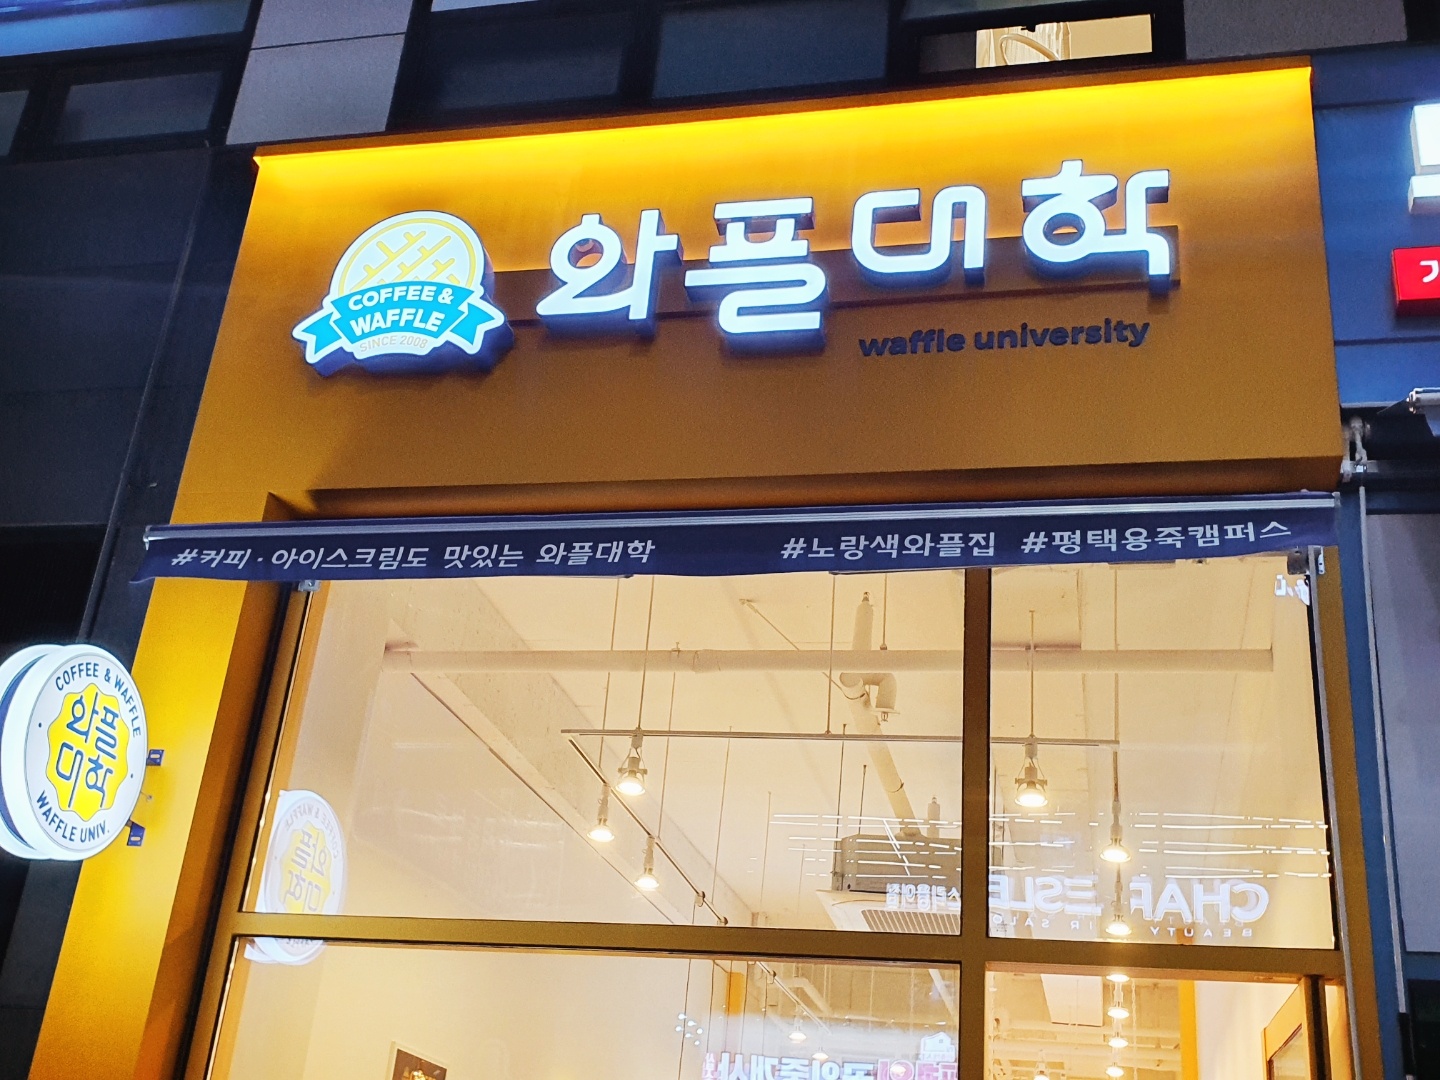 와플대학
waffle university
COFFEE &
WAFFLE
SINCE 2008
#커피·아이스크림도 맛있는 와플대학 #노랑색와플집 #평택용죽캠퍼스
COFFEE & WAFFLE
와플
대학
WAFFLE UNIV.
BEAUTY